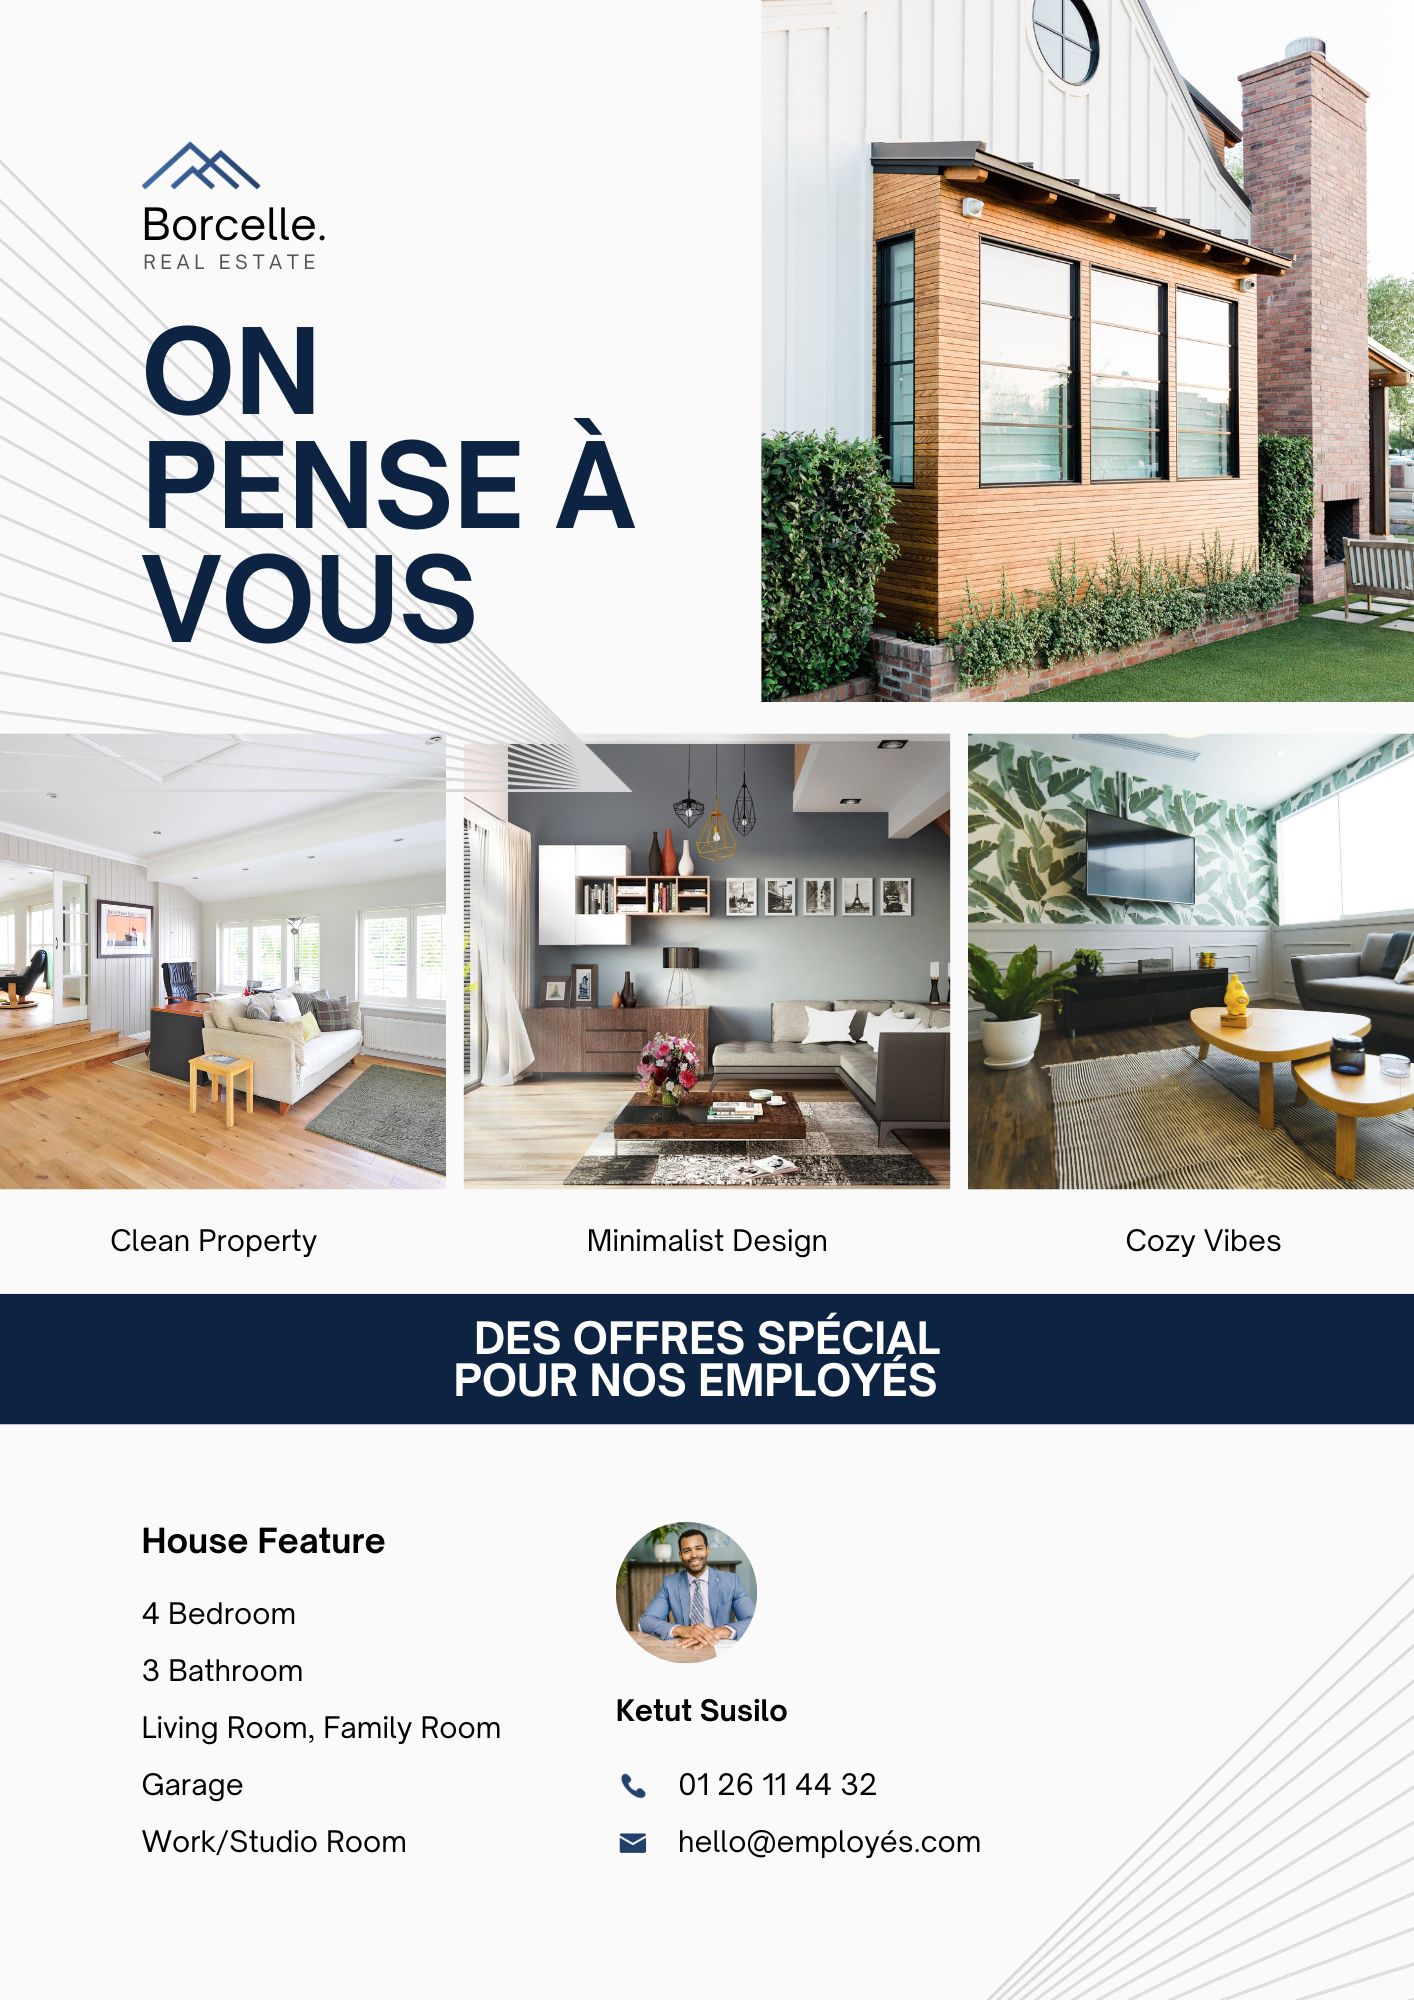 Borcelle.
REAL ESTATE
ON
PENSE À
VOUS
Clean Property
Minimalist Design
Cozy Vibes
DES OFFRES SPÉCIAL
POUR NOS EMPLOYÉS
House Feature
4 Bedroom
3 Bathroom
Living Room, Family Room
Garage
Work/Studio Room
Ketut Susilo
01 26 11 44 32
hello@employés.com